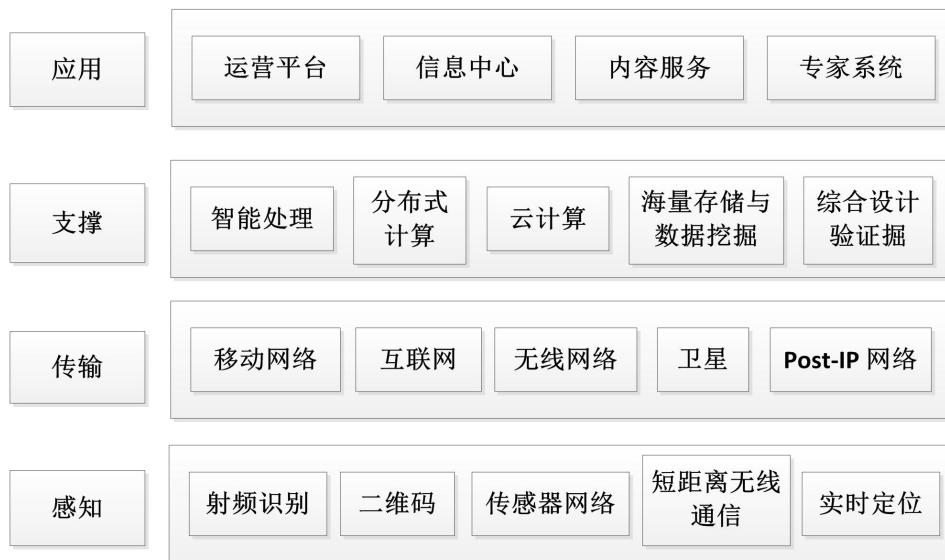 应用
运营平台
信息中心
内容服务
专家系统
支撑
智能处理
分布式
计算
云计算
海量存储与
数据挖掘
综合设计
验证掘
传输
移动网络
互联网
无线网络
卫星
Post-IP 网络
感知
射频识别
二维码
传感器网络
短距离无线
通信
实时定位